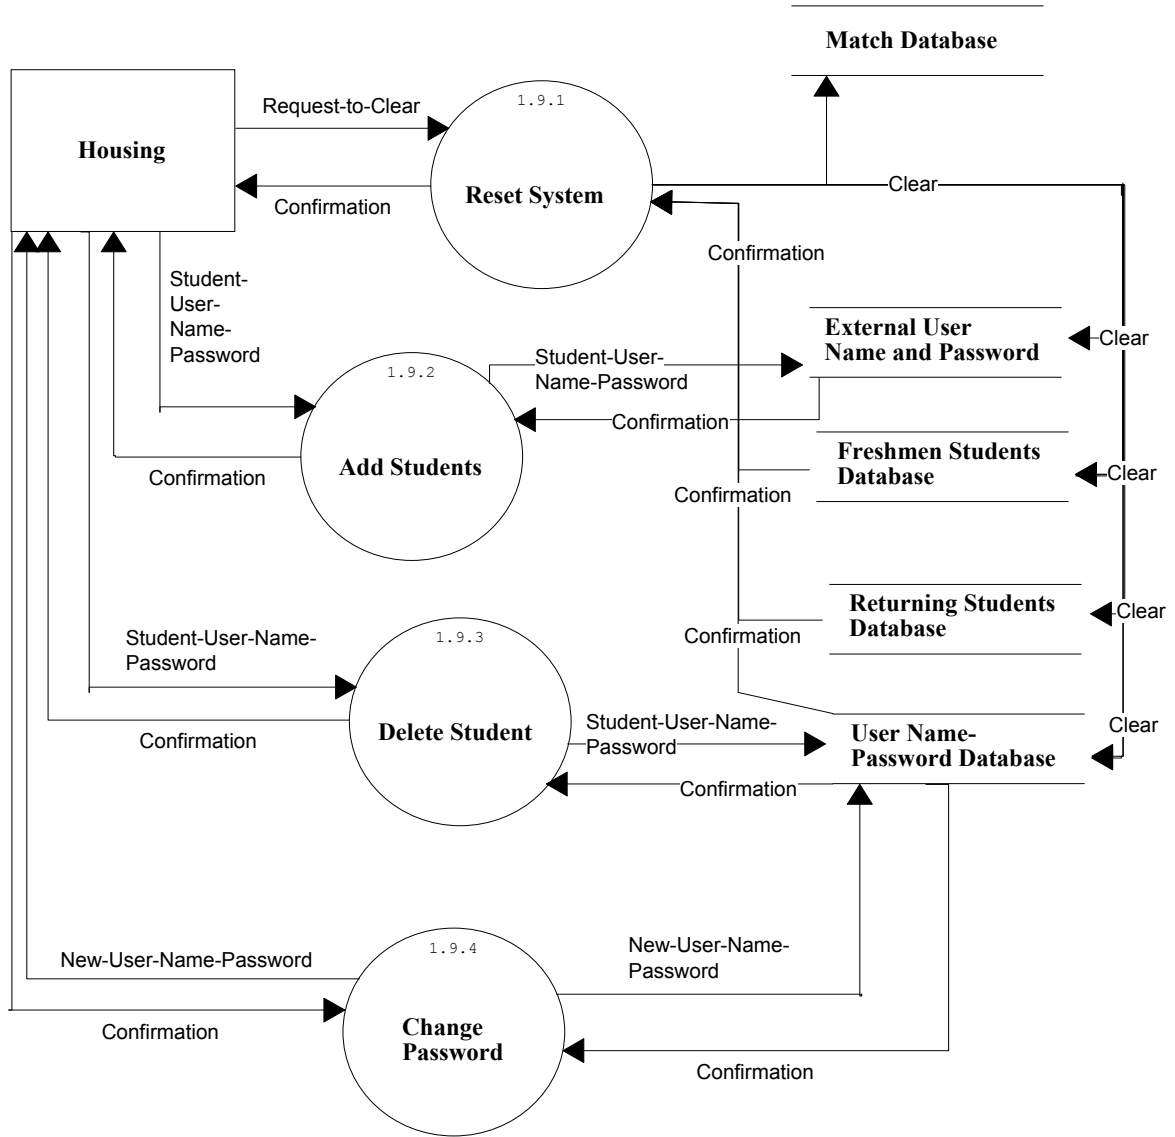 Match Database
1.9.1
Request-to-Clear
Housing
Reset System
Clear
Confirmation
Confirmation
Student-
User-
Name-
Password
External User
Name and Password
Clear
1.9.2
Student-User-
Name-Password
Confirmation
Freshmen Students
Database
Add Students
Clear
Confirmation
Confirmation
Returning Students
Database
Clear
1.9.3
Student-User-Name-
Password
Confirmation
Delete Student
Student-User-Name-
Password
User Name-
Password Database
Clear
Confirmation
Confirmation
1.9.4
New-User-Name-
Password
New-User-Name-Password
Change
Password
Confirmation
Confirmation